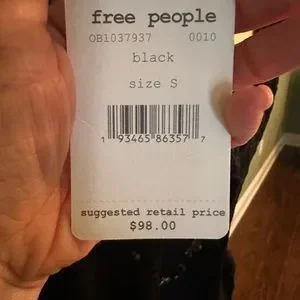 free people
OB1037937 0010
black
size S
1 93465 86357 7
suggested retail price
$98.00